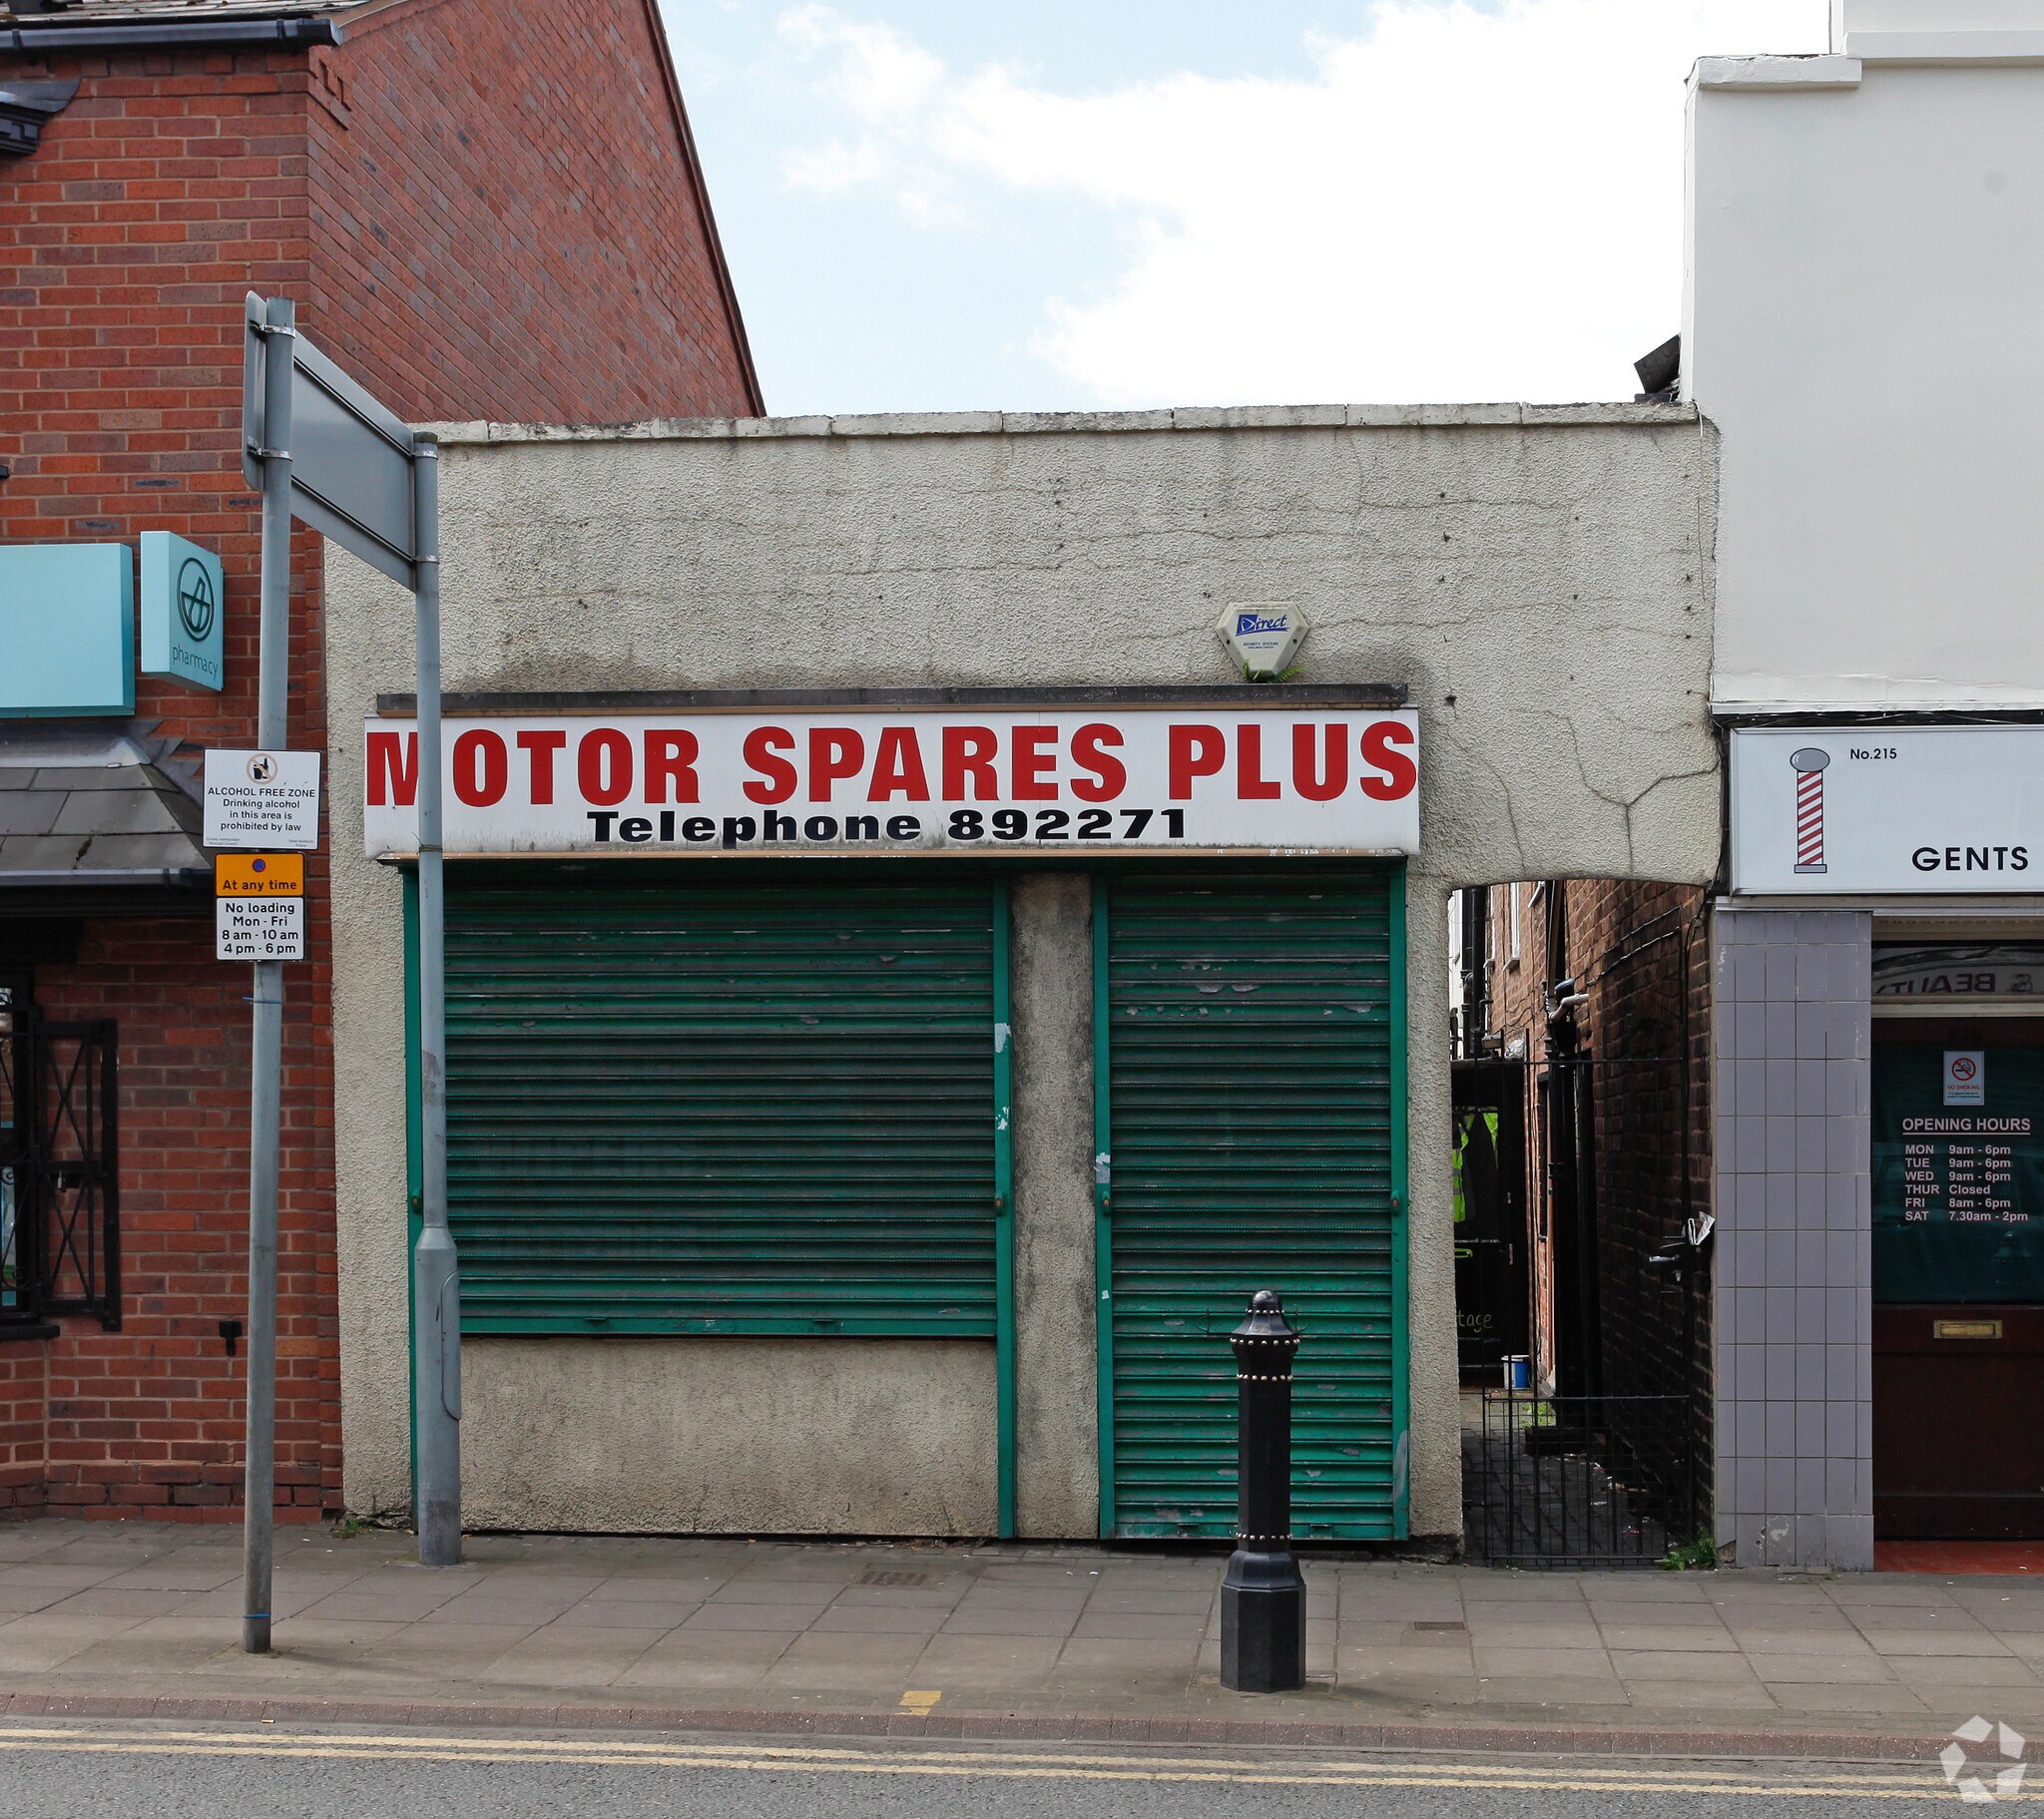 pharmacy
ALCOHOL FREE ZONE
Drinking alcohol
in this area is
prohibited by law
At any time
No loading
Mon - Fri
8 am - 10 am
4 pm - 6 pm
Direct
MOTOR SPARES PLUS
Telephone 892271
No.215
GENTS
& BEAUTY
NO SMOKING
OPENING HOURS
MON 9am - 6pm
TUE 9am - 6pm
WED 9am - 6pm
THUR Closed
FRI 8am - 6pm
SAT 7.30am - 2pm